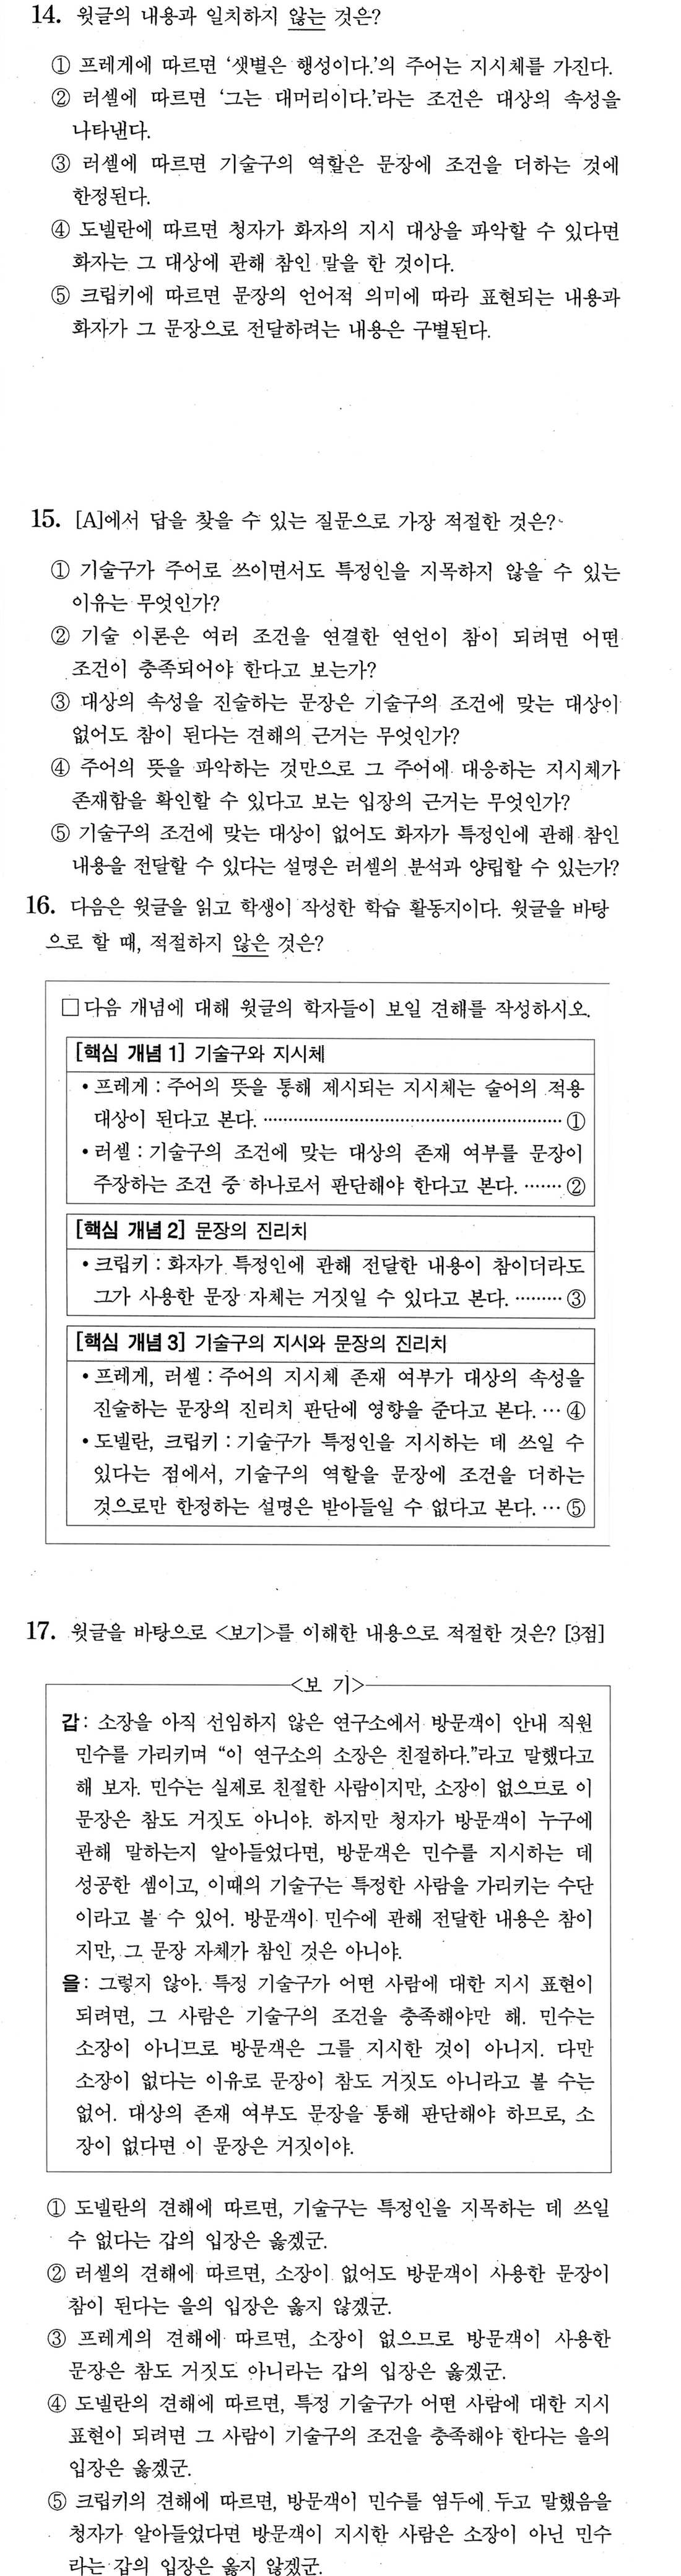 14. 윗글의 내용과 일치하지 않는 것은?
① 프레게에 따르면 ‘샛별은 행성이다.’의 주어는 지시체를 가진다.
② 러셀에 따르면 ‘그는 대머리이다.’라는 조건은 대상의 속성을
나타낸다.
③ 러셀에 따르면 기술구의 역할은 문장에 조건을 더하는 것에
한정된다.
④ 도넬란에 따르면 청자가 화자의 지시 대상을 파악할 수 있다면
화자는 그 대상에 관해 참인 말을 한 것이다.
⑤ 크립키에 따르면 문장의 언어적 의미에 따라 표현되는 내용과
화자가 그 문장으로 전달하려는 내용은 구별된다.
15. [A]에서 답을 찾을 수 있는 질문으로 가장 적절한 것은?
① 기술구가 주어로 쓰이면서도 특정인을 지목하지 않을 수 있는
이유는 무엇인가?
② 기술 이론은 여러 조건을 연결한 연언이 참이 되려면 어떤
조건이 충족되어야 한다고 보는가?
③ 대상의 속성을 진술하는 문장은 기술구의 조건에 맞는 대상이
없어도 참이 된다는 견해의 근거는 무엇인가?
④ 주어의 뜻을 파악하는 것만으로 그 주어에 대응하는 지시체가
존재함을 확인할 수 있다고 보는 입장의 근거는 무엇인가?
⑤ 기술구의 조건에 맞는 대상이 없어도 화자가 특정인에 관해 참인
내용을 전달할 수 있다는 설명은 러셀의 분석과 양립할 수 있는가?
16. 다음은 윗글을 읽고 학생이 작성한 학습 활동지이다. 윗글을 바탕
으로 할 때, 적절하지 않은 것은?
□ 다음 개념에 대해 윗글의 학자들이 보일 견해를 작성하시오.
[핵심 개념 1] 기술구와 지시체
• 프레게 : 주어의 뜻을 통해 제시되는 지시체는 술어의 적용
대상이 된다고 본다. …………………………………… ①
• 러셀 : 기술구의 조건에 맞는 대상의 존재 여부를 문장이
주장하는 조건 중 하나로서 판단해야 한다고 본다. ……… ②
[핵심 개념 2] 문장의 진리치
• 크립키 : 화자가 특정인에 관해 전달한 내용이 참이더라도
그가 사용한 문장 자체는 거짓일 수 있다고 본다. ……… ③
[핵심 개념 3] 기술구의 지시와 문장의 진리치
• 프레게, 러셀 : 주어의 지시체 존재 여부가 대상의 속성을
진술하는 문장의 진리치 판단에 영향을 준다고 본다. … ④
• 도넬란, 크립키 : 기술구가 특정인을 지시하는 데 쓰일 수
있다는 점에서, 기술구의 역할을 문장에 조건을 더하는
것으로만 한정하는 설명은 받아들일 수 없다고 본다. … ⑤
17. 윗글을 바탕으로 <보기>를 이해한 내용으로 적절한 것은? [3점]
<보 기>
갑: 소장을 아직 선임하지 않은 연구소에서 방문객이 안내 직원
민수를 가리키며 “이 연구소의 소장은 친절하다.”라고 말했다고
해 보자. 민수는 실제로 친절한 사람이지만, 소장이 없으므로 이
문장은 참도 거짓도 아니야. 하지만 청자가 방문객이 누구에
관해 말하는지 알아들었다면, 방문객은 민수를 지시하는 데
성공한 셈이고, 이때의 기술구는 특정한 사람을 가리키는 수단
이라고 볼 수 있어. 방문객이 민수에 관해 전달한 내용은 참이
지만, 그 문장 자체가 참인 것은 아니야.
을: 그렇지 않아. 특정 기술구가 어떤 사람에 대한 지시 표현이
되려면, 그 사람은 기술구의 조건을 충족해야만 해. 민수는
소장이 아니므로 방문객은 그를 지시한 것이 아니지. 다만
소장이 없다는 이유로 문장이 참도 거짓도 아니라고 볼 수는
없어. 대상의 존재 여부도 문장을 통해 판단해야 하므로, 소
장이 없다면 이 문장은 거짓이야.
① 도넬란의 견해에 따르면, 기술구는 특정인을 지목하는 데 쓰일
수 없다는 갑의 입장은 옳겠군.
② 러셀의 견해에 따르면, 소장이 없어도 방문객이 사용한 문장이
참이 된다는 을의 입장은 옳지 않겠군.
③ 프레게의 견해에 따르면, 소장이 없으므로 방문객이 사용한
문장은 참도 거짓도 아니라는 갑의 입장은 옳겠군.
④ 도넬란의 견해에 따르면, 특정 기술구가 어떤 사람에 대한 지시
표현이 되려면 그 사람이 기술구의 조건을 충족해야 한다는 을의
입장은 옳겠군.
⑤ 크립키의 견해에 따르면, 방문객이 민수를 염두에 두고 말했음을
청자가 알아들었다면 방문객이 지시한 사람은 소장이 아닌 민수
라는 갑의 입장은 옳지 않겠군.